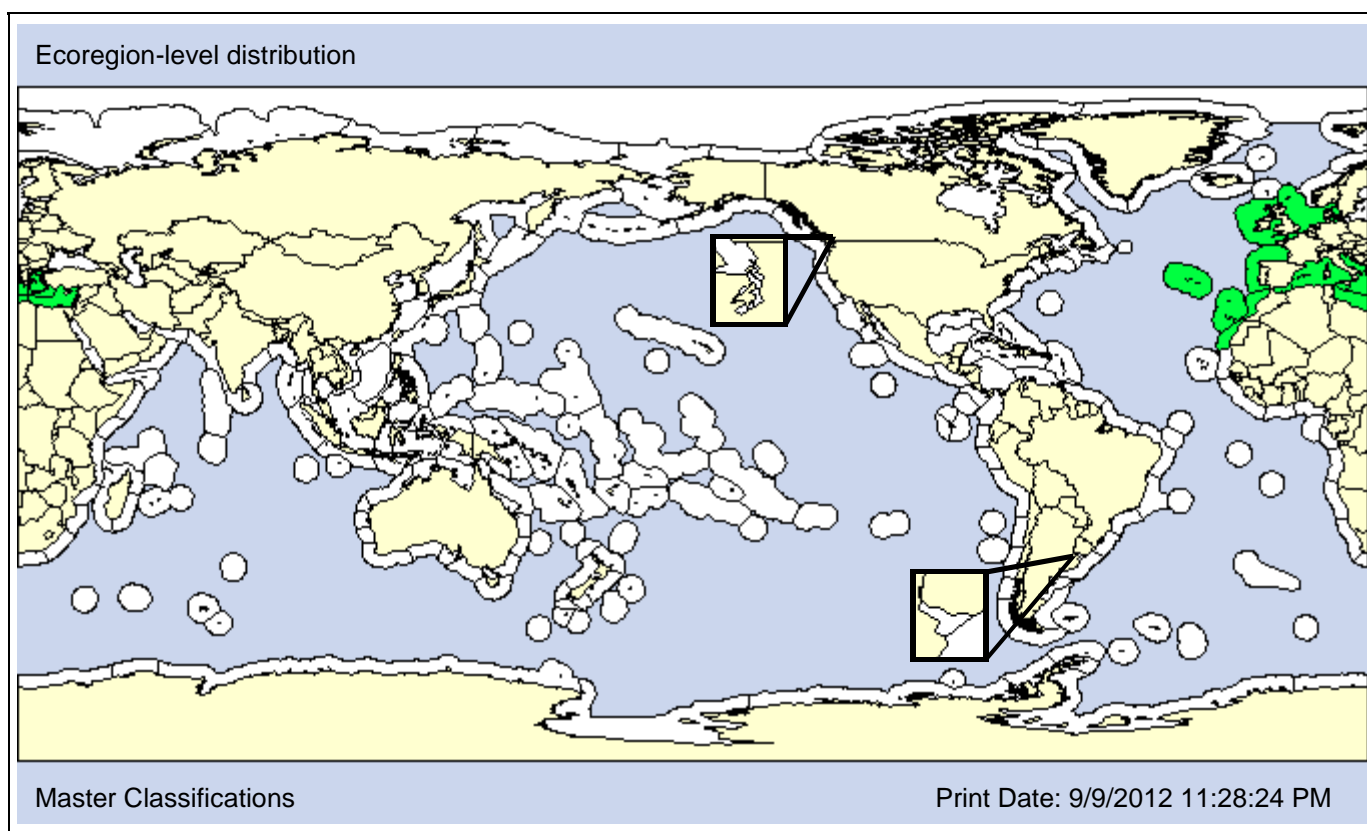 Ecoregion-level distribution
Master Classifications
Print Date: 9/9/2012 11:28:24 PM